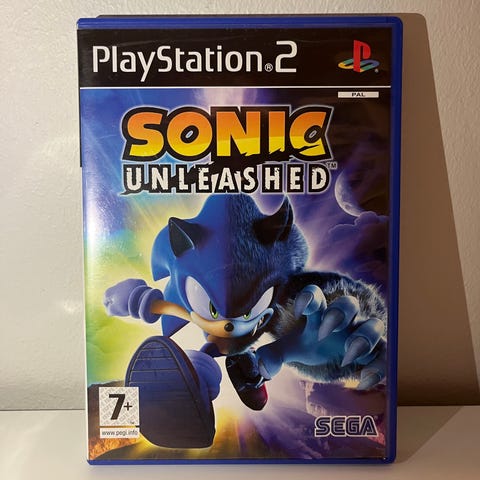 PlayStation®2
PAL
SONIC
UNLEASHED™
7+
www.pegi.info
SEGA